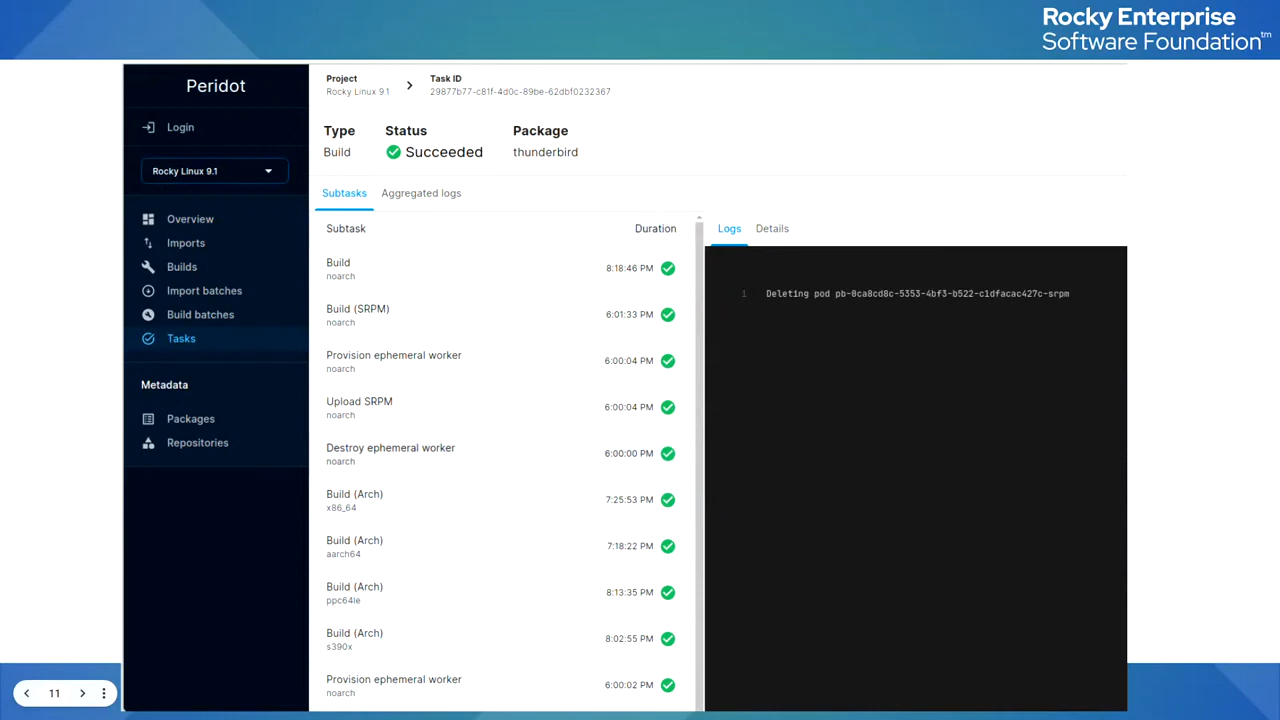 Rocky Enterprise
Software Foundation™
Peridot
Login
Rocky Linux 9.1
Overview
Imports
Builds
Import batches
Build batches
Tasks
Metadata
Packages
Repositories
Project
Rocky Linux 9.1
Task ID
29877b77-c81f-4d0c-89be-62dbf0232367
Type
Build
Status
Succeeded
Package
thunderbird
Subtasks
Aggregated logs
Subtask
Duration
Build
noarch
8:18:46 PM
Build (SRPM)
noarch
6:01:33 PM
Provision ephemeral worker
noarch
6:00:04 PM
Upload SRPM
noarch
6:00:04 PM
Destroy ephemeral worker
noarch
6:00:00 PM
Build (Arch)
x86_64
7:25:53 PM
Build (Arch)
aarch64
7:18:22 PM
Build (Arch)
ppc64le
8:13:35 PM
Build (Arch)
s390x
8:02:55 PM
Provision ephemeral worker
noarch
6:00:02 PM
Logs
Details
1 Deleting pod pb-0ca8cd8c-5353-4bf3-b522-c1dfacac427c-srpm
11